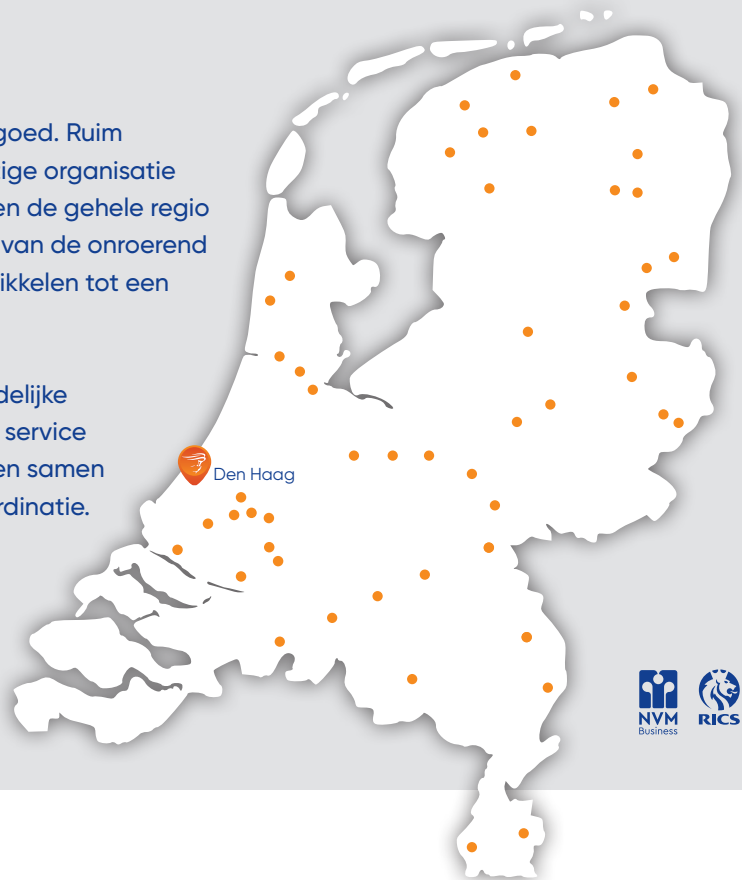 goed. Ruim
tige organisatie
en de gehele regio
van de onroerend
ikkelen tot een
delijke
service
en samen
rdinatie.
Den Haag
NVM
Business
RICS